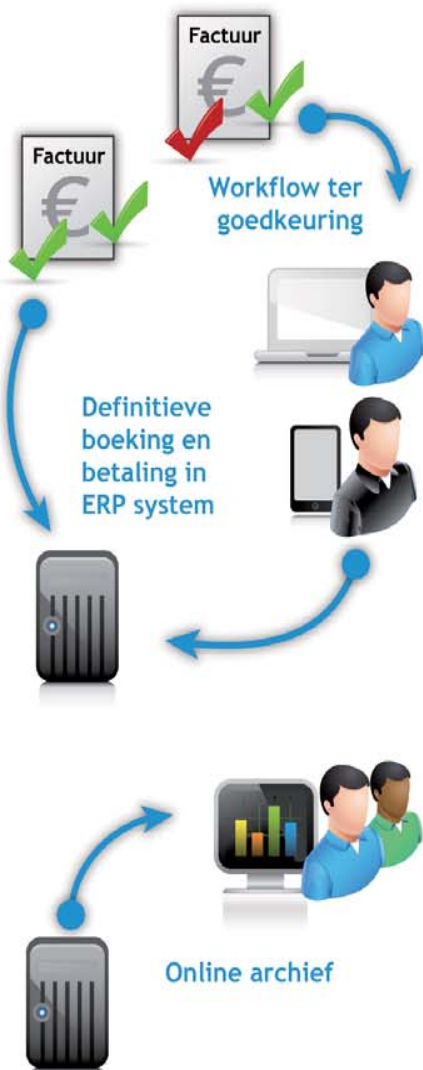 Factuur
€
Factuur
€
Workflow ter
goedkeuring
Definitieve
boeking en
betaling in
ERP system
Online archief